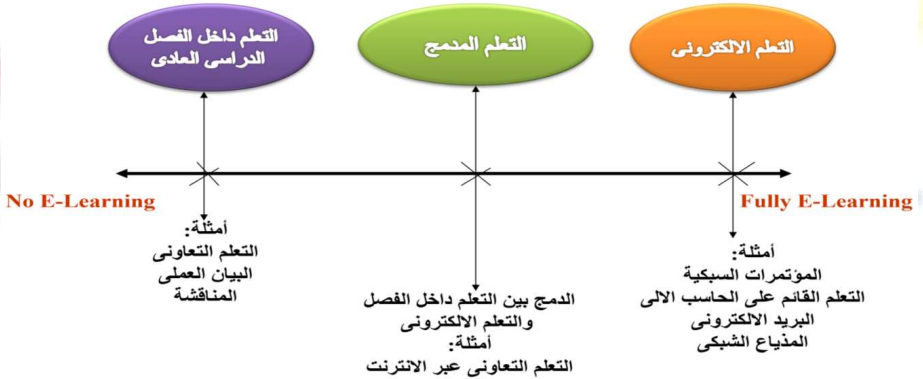 التعلم الالكترونى
التعلم المدمج
التعلم داخل الفصل
الدراسى العادى
No E-Learning
Fully E-Learning
أمثلة:
المؤتمرات السبكية
التعلم القائم على الحاسب الالى
البريد الالكترونى
المذياع الشبكى
الدمج بين التعلم داخل الفصل
والتعلم الالكترونى
أمثلة:
التعلم التعاونى عبر الانترنت
أمثلة:
التعلم التعاونى
البيان العملى
المناقشة